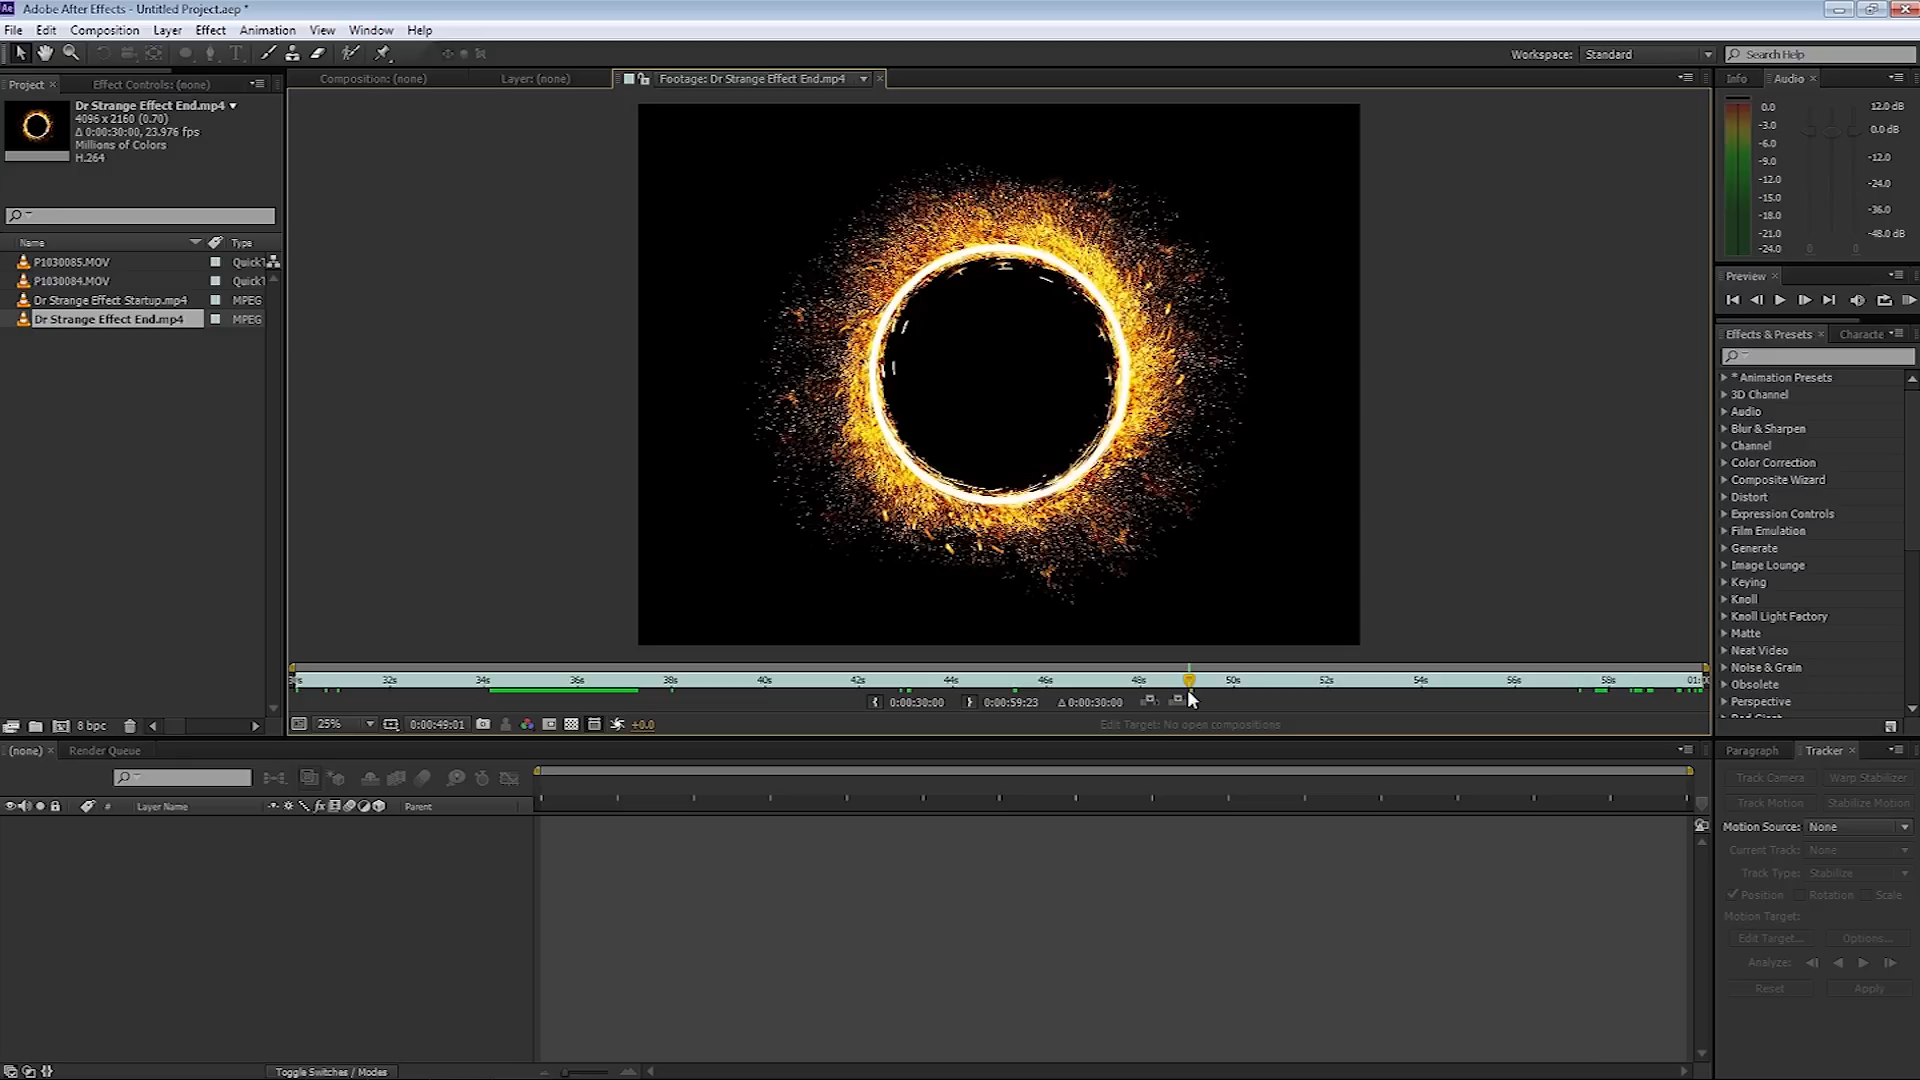 Adobe After Effects - Untitled Project.aep *
File Edit Composition Layer Effect Animation View Window Help
Workspace: Standard
Search Help
Project Effect Controls: (none)
Composition: (none)
Layer: (none)
Footage: Dr Strange Effect End.mp4
Info Audio
Dr Strange Effect End.mp4
4096 x 2160 (0.70)
Δ 0:00:30:00, 23.976 fps
Millions of Colors
H.264
0.0
-3.0
-6.0
-9.0
-12.0
-15.0
-18.0
-21.0
-24.0
12.0 dB
0.0 dB
-12.0
-24.0
-36.0
-48.0 dB
0 0
Name Type
P1030085.MOV
P1030084.MOV
Dr Strange Effect Startup.mp4 MPEG
Dr Strange Effect End.mp4 MPEG
Preview
Effects & Presets
* Animation Presets
3D Channel
Audio
Blur & Sharpen
Channel
Color Correction
Composite Wizard
Distort
Expression Controls
Film Emulation
Generate
Image Lounge
Keying
Knoll
Knoll Light Factory
Matte
Neat Video
Noise & Grain
Obsolete
Perspective
32s 34s 36s 38s 40s 42s 44s 46s 48s 50s 52s 54s 56s 58s
0:00:30:00 0:00:59:23 Δ 0:00:30:00
8 bpc
25% 0:00:49:01 +0.0
Edit Target: No open compositions
(none) Render Queue
# Layer Name Parent
Toggle Switches / Modes
Paragraph Tracker
Track Camera Warp Stabilizer
Track Motion Stabilize Motion
Motion Source: None
Current Track: None
Track Type: Stabilize
Position Rotation Scale
Motion Target:
Edit Target... Options...
Analyze:
Reset Apply